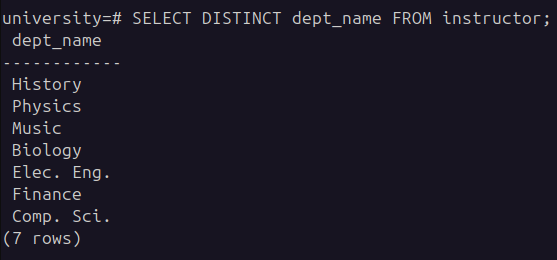 university=# SELECT DISTINCT dept_name FROM instructor;
 dept_name
------------
 History
 Physics
 Music
 Biology
 Elec. Eng.
 Finance
 Comp. Sci.
(7 rows)